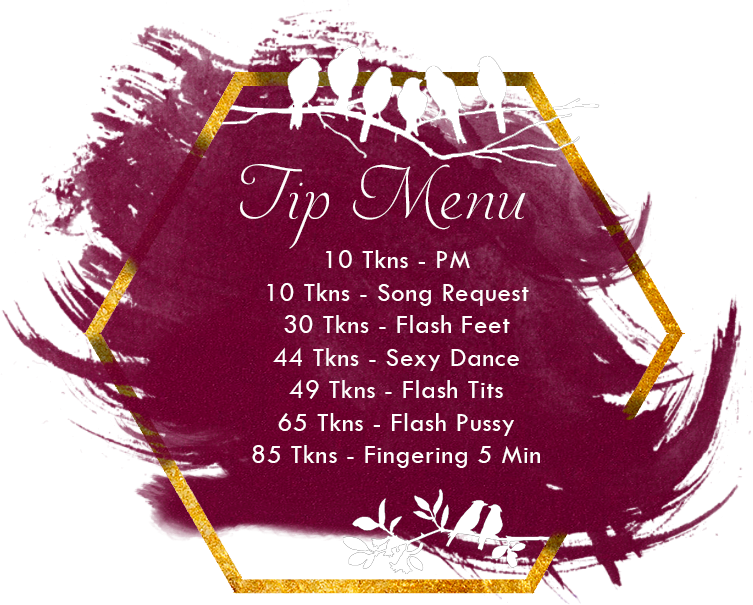 Tip Menu
10 Tkns - PM
10 Tkns - Song Request
30 Tkns - Flash Feet
44 Tkns - Sexy Dance
49 Tkns - Flash Tits
65 Tkns - Flash Pussy
85 Tkns - Fingering 5 Min